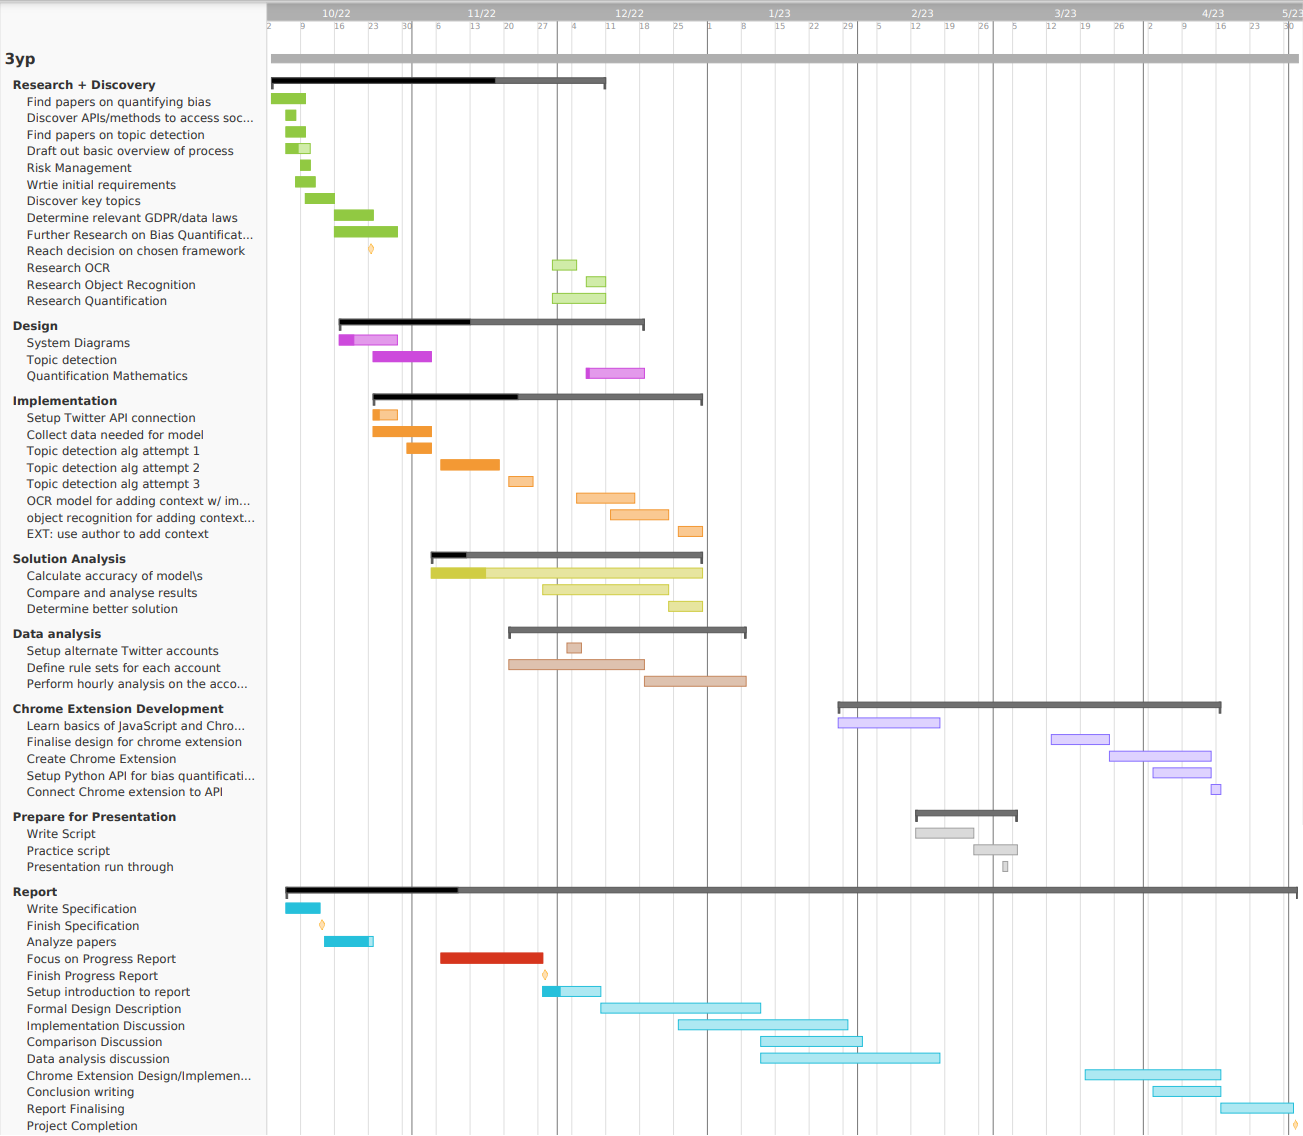 10/22 11/22 12/22 1/23 2/23 3/23 4/23 5/23
2 9 16 23 30 6 13 20 27 4 11 18 25 1 8 15 22 29 5 12 19 26 5 12 19 26 2 9 16 23 30
3yp
Research + Discovery
Find papers on quantifying bias
Discover APIs/methods to access soc...
Find papers on topic detection
Draft out basic overview of process
Risk Management
Wrtie initial requirements
Discover key topics
Determine relevant GDPR/data laws
Further Research on Bias Quantificat...
Reach decision on chosen framework
Research OCR
Research Object Recognition
Research Quantification
Design
System Diagrams
Topic detection
Quantification Mathematics
Implementation
Setup Twitter API connection
Collect data needed for model
Topic detection alg attempt 1
Topic detection alg attempt 2
Topic detection alg attempt 3
OCR model for adding context w/ im...
object recognition for adding context...
EXT: use author to add context
Solution Analysis
Calculate accuracy of model\s
Compare and analyse results
Determine better solution
Data analysis
Setup alternate Twitter accounts
Define rule sets for each account
Perform hourly analysis on the acco...
Chrome Extension Development
Learn basics of JavaScript and Chro...
Finalise design for chrome extension
Create Chrome Extension
Setup Python API for bias quantificati...
Connect Chrome extension to API
Prepare for Presentation
Write Script
Practice script
Presentation run through
Report
Write Specification
Finish Specification
Analyze papers
Focus on Progress Report
Finish Progress Report
Setup introduction to report
Formal Design Description
Implementation Discussion
Comparison Discussion
Data analysis discussion
Chrome Extension Design/Implemen...
Conclusion writing
Report Finalising
Project Completion